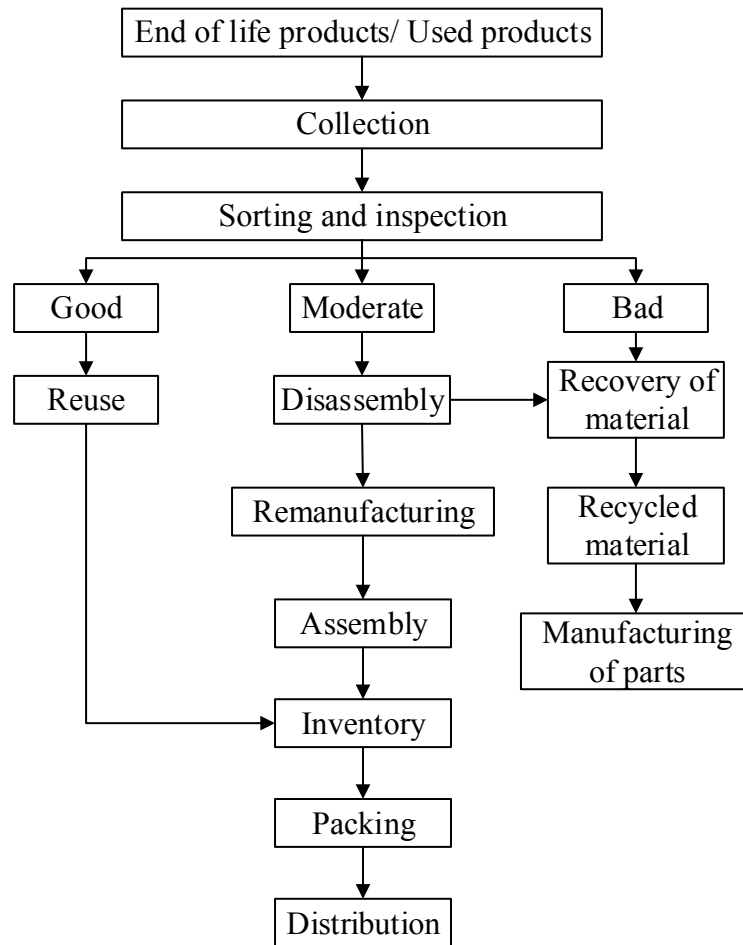 End of life products/ Used products
Collection
Sorting and inspection
Good
Moderate
Bad
Reuse
Disassembly
Recovery of
material
Remanufacturing
Recycled
material
Assembly
Manufacturing
of parts
Inventory
Packing
Distribution